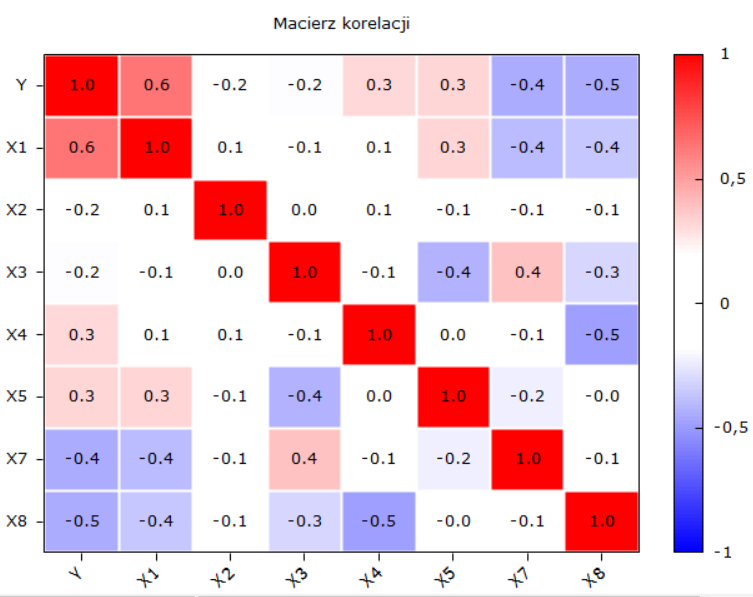 Macierz korelacji
Y 1.0 0.6 -0.2 -0.2 0.3 0.3 -0.4 -0.5
X1 0.6 1.0 0.1 -0.1 0.1 0.3 -0.4 -0.4
X2 -0.2 0.1 1.0 0.0 0.1 -0.1 -0.1 -0.1
X3 -0.2 -0.1 0.0 1.0 -0.1 -0.4 0.4 -0.3
X4 0.3 0.1 0.1 -0.1 1.0 0.0 -0.1 -0.5
X5 0.3 0.3 -0.1 -0.4 0.0 1.0 -0.2 -0.0
X7 -0.4 -0.4 -0.1 0.4 -0.1 -0.2 1.0 -0.1
X8 -0.5 -0.4 -0.1 -0.3 -0.5 -0.0 -0.1 1.0
Y X1 X2 X3 X4 X5 X7 X8
1
0,5
0
-0,5
-1